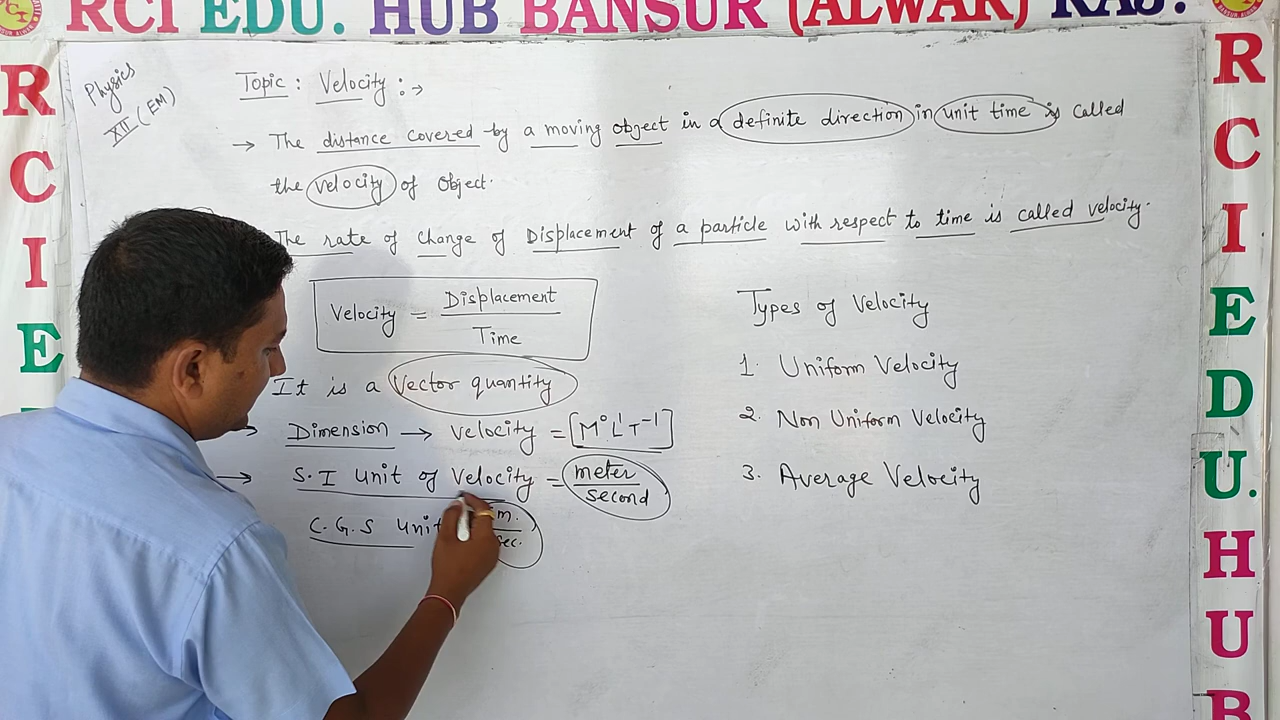 RCI EDU. HUB BANSUR (ALWAR) RAJ.
Physics
XII (EM)
Topic : Velocity :→
→ The distance covered by a moving object in a definite direction in unit time is called
the velocity of object.
The rate of change of Displacement of a particle with respect to time is called velocity.
Velocity = Displacement
Time
It is a Vector quantity
→ Dimension → velocity = [M⁰L¹T⁻¹]
→ S.I unit of velocity = meter
second
C.G.S unit
m.
sec.
Types of Velocity
1. Uniform Velocity
2. Non Uniform Velocity
3. Average Velocity
R
C
I
E
R
C
I
E
D
U.
H
U
B